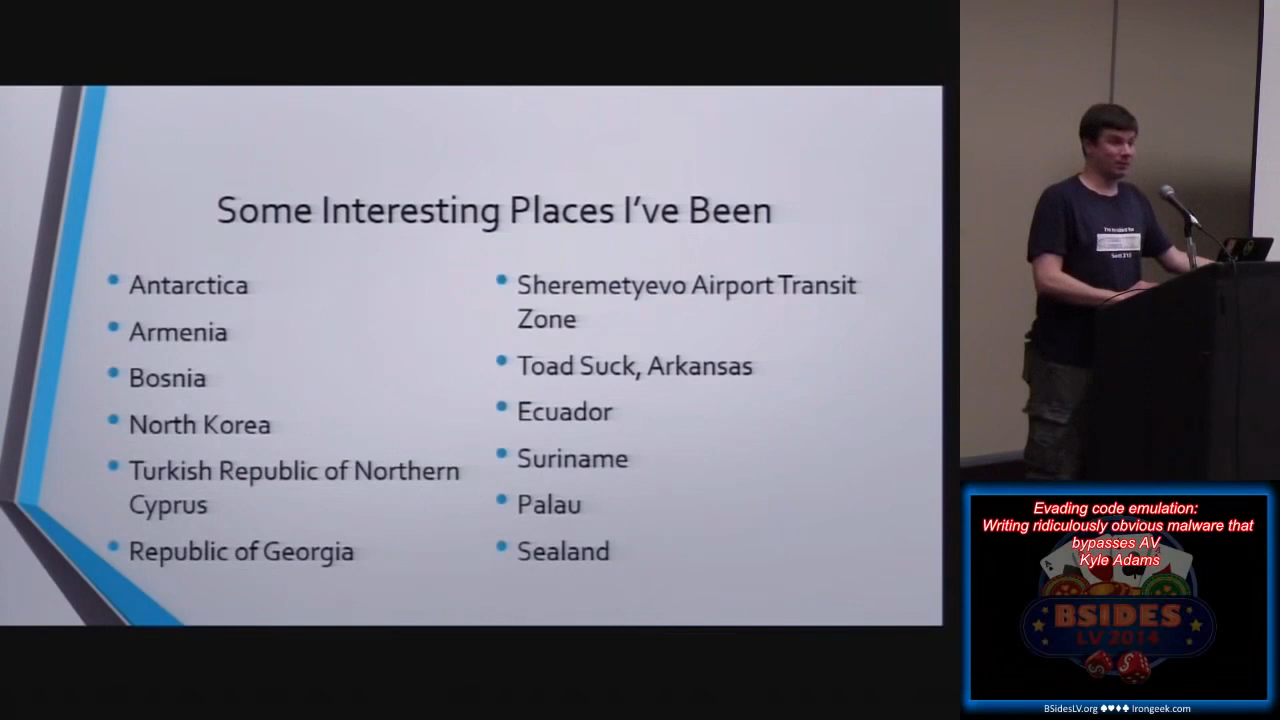 Some Interesting Places I've Been
Antarctica
Armenia
Bosnia
North Korea
Turkish Republic of Northern
Cyprus
Republic of Georgia
Sheremetyevo Airport Transit
Zone
Toad Suck, Arkansas
Ecuador
Suriname
Palau
Sealand
Evading code emulation:
Writing ridiculously obvious malware that
bypasses AV
Kyle Adams
BSIDES
LV 2014
BSidesLV.org ♠♥♦♣ Irongeek.com